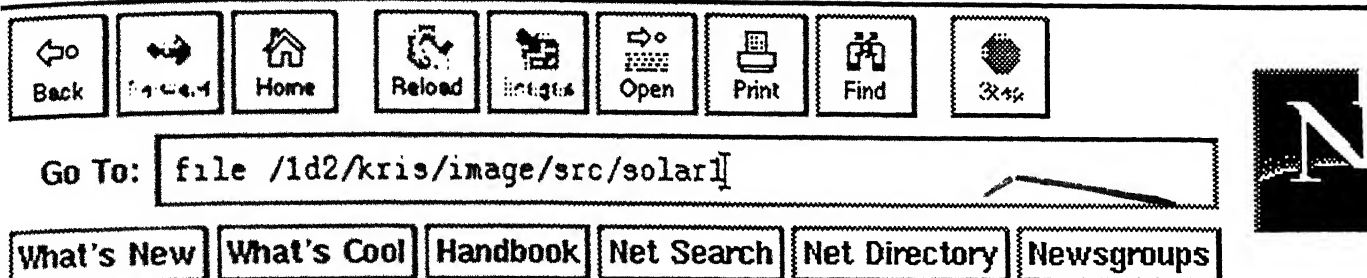 Back Home Reload Open Print Find
Go To: file /1d2/kris/image/src/solar1
What's New What's Cool Handbook Net Search Net Directory Newsgroups
N